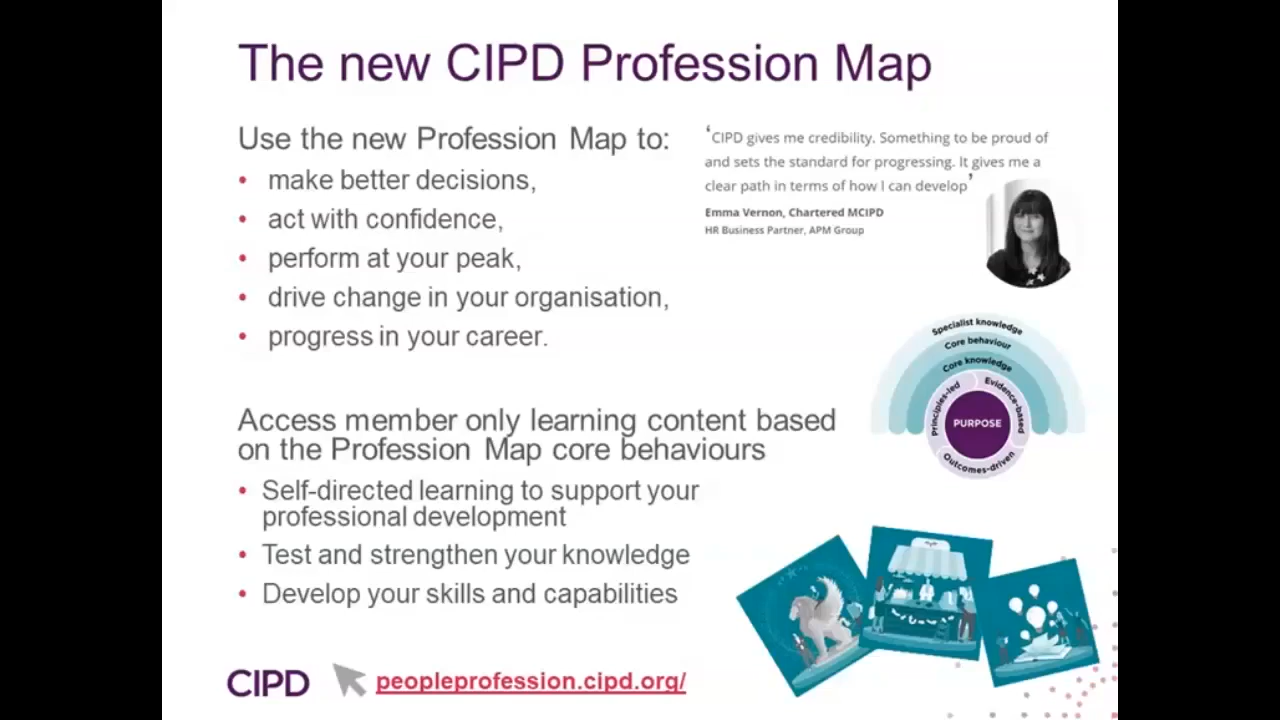 The new CIPD Profession Map
Use the new Profession Map to:
• make better decisions,
• act with confidence,
• perform at your peak,
• drive change in your organisation,
• progress in your career.
‘CIPD gives me credibility. Something to be proud of
and sets the standard for progressing. It gives me a
clear path in terms of how I can develop’
Emma Vernon, Chartered MCIPD
HR Business Partner, APM Group
Specialist knowledge
Core behaviour
Core knowledge
Principles-led
Evidence-based
PURPOSE
Outcomes-driven
Access member only learning content based
on the Profession Map core behaviours
• Self-directed learning to support your
professional development
• Test and strengthen your knowledge
• Develop your skills and capabilities
CIPD
peopleprofession.cipd.org/